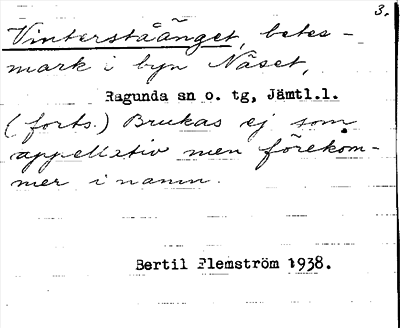 3.
Vinterståänget, betes-
mark i byn Näset,
Ragunda sn o. tg, Jämtl.l.
(forts.) Brukas ej som
appellativ men förekom-
mer i namn.
Bertil Flemström 1938.